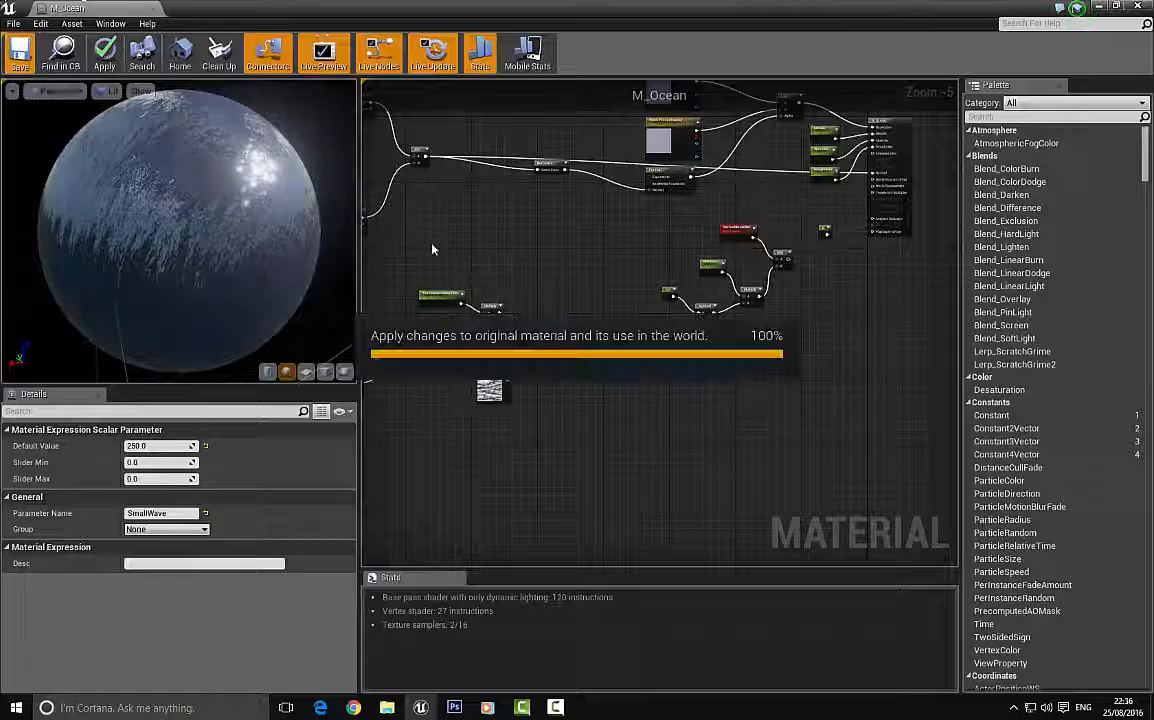 M_Ocean
File Edit Asset Window Help
Search For Help
Save Find in CB Apply Search Home Clean Up Connectors Live Preview Live Nodes Live Update Stats Mobile Stats
Lit Show
M_Ocean
Zoom -5
Palette
Category: All
Search
Atmosphere
AtmosphericFogColor
Blends
Blend_ColorBurn
Blend_ColorDodge
Blend_Darken
Blend_Difference
Blend_Exclusion
Blend_HardLight
Blend_Lighten
Blend_LinearBurn
Blend_LinearDodge
Blend_LinearLight
Blend_Overlay
Blend_PinLight
Blend_Screen
Blend_SoftLight
Lerp_ScratchGrime
Lerp_ScratchGrime2
Color
Desaturation
Constants
Constant 1
Constant2Vector 2
Constant3Vector 3
Constant4Vector 4
DistanceCullFade
ParticleColor
ParticleDirection
ParticleMotionBlurFade
ParticleRadius
ParticleRandom
ParticleRelativeTime
ParticleSize
ParticleSpeed
PerInstanceFadeAmount
PerInstanceRandom
PrecomputedAOMask
Time
TwoSidedSign
VertexColor
ViewProperty
Coordinates
Apply changes to original material and its use in the world. 100%
MATERIAL
Details
Search
Material Expression Scalar Parameter
Default Value 250.0
Slider Min 0.0
Slider Max 0.0
General
Parameter Name SmallWave
Group None
Material Expression
Desc
Stats
Base pass shader with only dynamic lighting: 120 instructions
Vertex shader: 27 instructions
Texture samplers: 2/16
I'm Cortana. Ask me anything.
ENG
22:36
25/08/2016